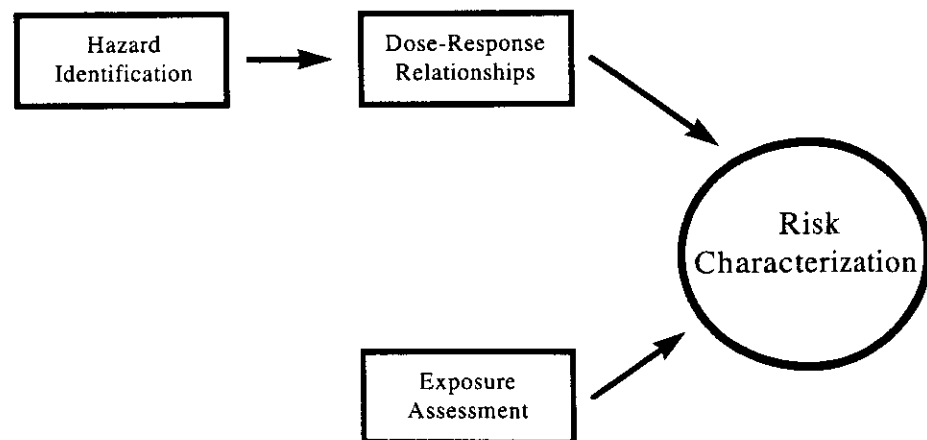 Hazard
Identification
Dose-Response
Relationships
Risk
Characterization
Exposure
Assessment